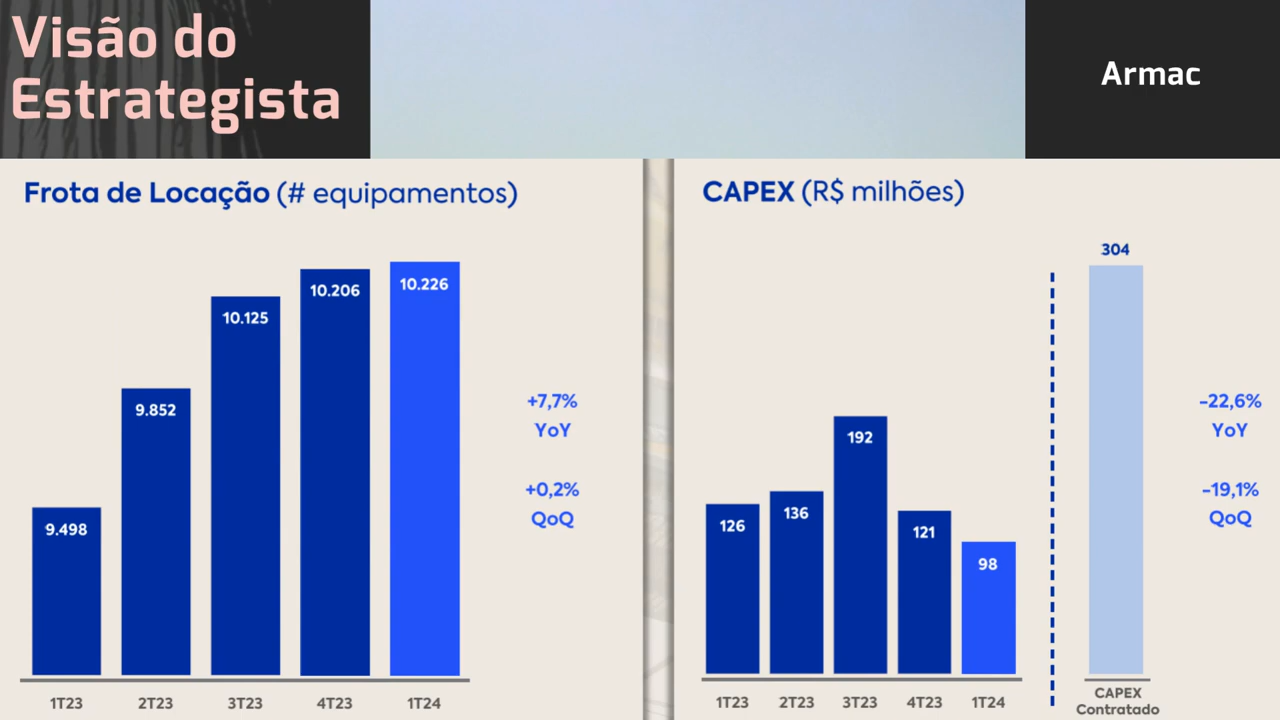 Visão do
Estrategista
Armac
Frota de Locação (# equipamentos)
9.498
9.852
10.125
10.206
10.226
+7,7%
YoY
+0,2%
QoQ
1T23
2T23
3T23
4T23
1T24
CAPEX (R$ milhões)
126
136
192
121
98
304
-22,6%
YoY
-19,1%
QoQ
1T23
2T23
3T23
4T23
1T24
CAPEX
Contratado